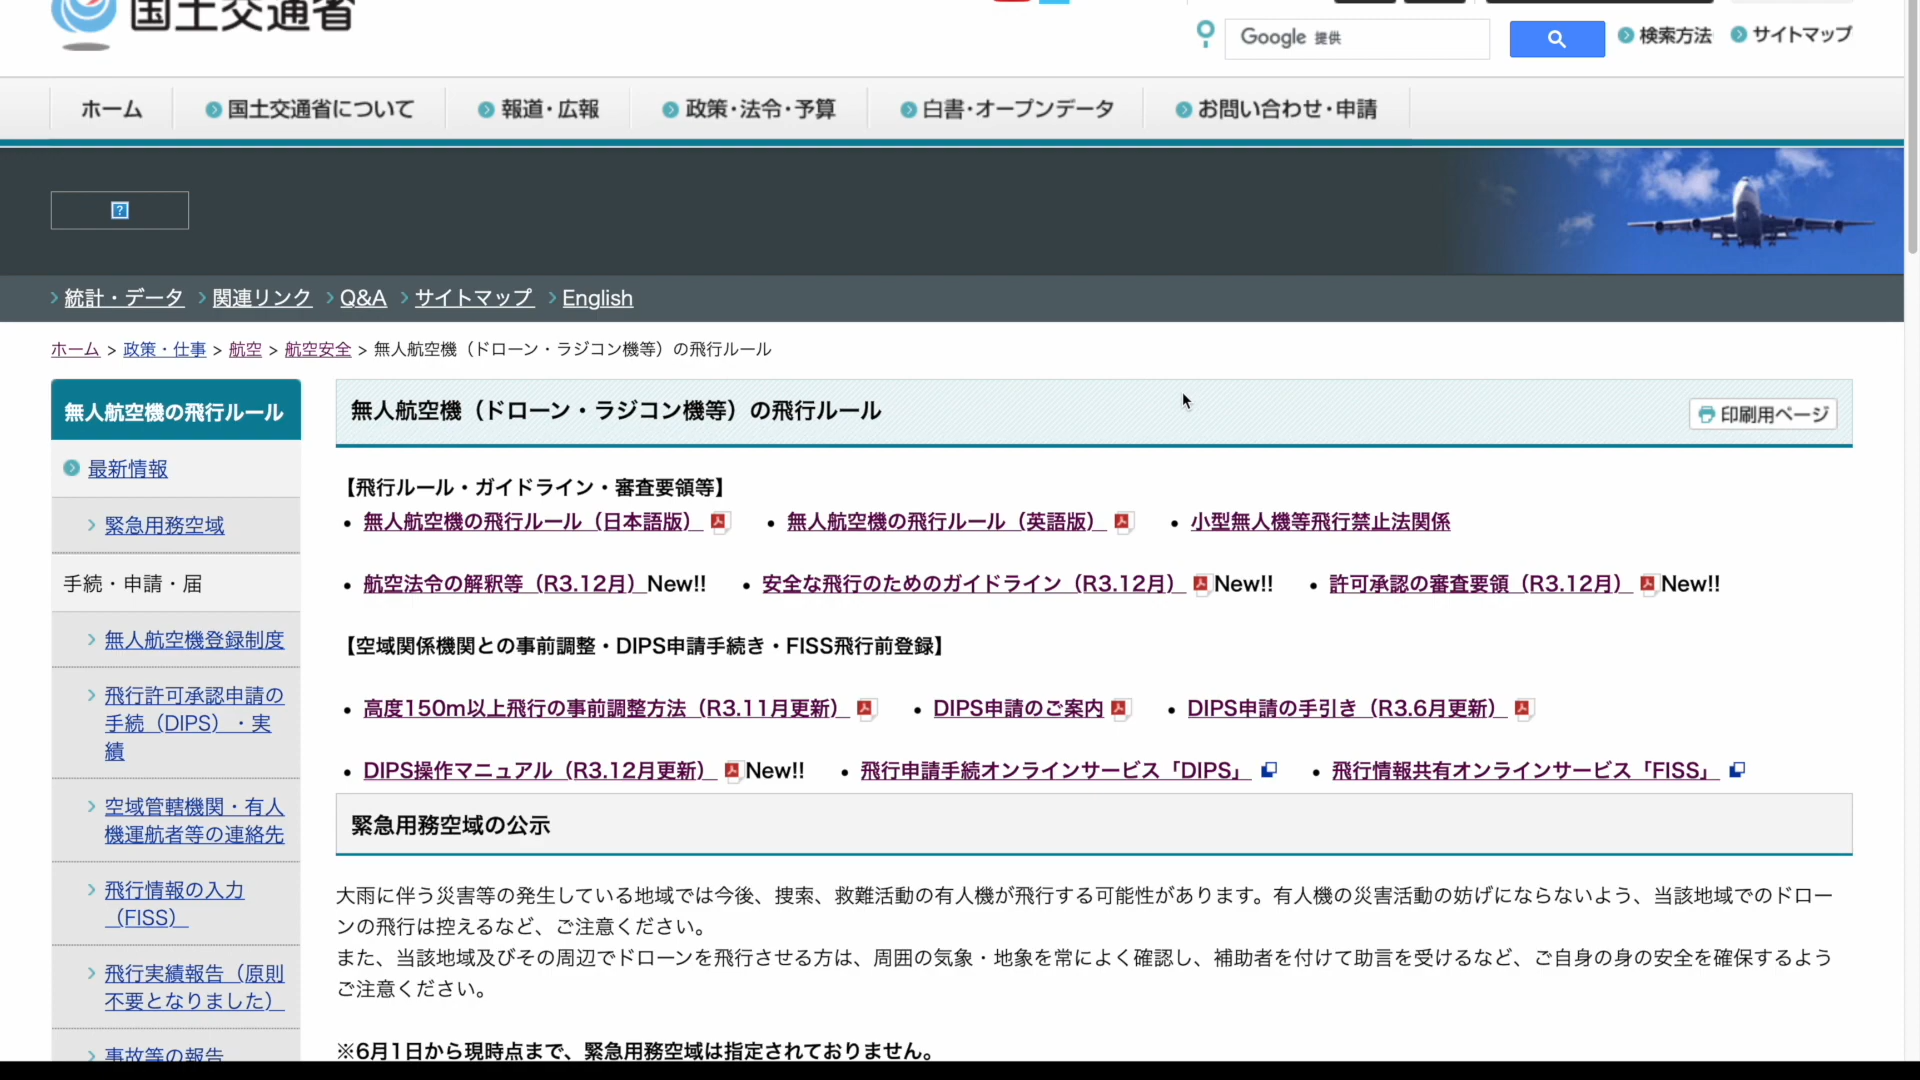 国土交通省
Google 提供
検索方法
サイトマップ
ホーム
国土交通省について
報道・広報
政策・法令・予算
白書・オープンデータ
お問い合わせ・申請
統計・データ
関連リンク
Q&A
サイトマップ
English
ホーム > 政策・仕事 > 航空 > 航空安全 > 無人航空機（ドローン・ラジコン機等）の飛行ルール
無人航空機の飛行ルール
最新情報
緊急用務空域
手続・申請・届
無人航空機登録制度
飛行許可承認申請の
手続（DIPS）・実
績
空域管轄機関・有人
機運航者等の連絡先
飛行情報の入力
（FISS）
飛行実績報告（原則
不要となりました）
事故等の報告
無人航空機（ドローン・ラジコン機等）の飛行ルール
印刷用ページ
【飛行ルール・ガイドライン・審査要領等】
• 無人航空機の飛行ルール（日本語版） • 無人航空機の飛行ルール（英語版） • 小型無人機等飛行禁止法関係
• 航空法令の解釈等（R3.12月）New!! • 安全な飛行のためのガイドライン（R3.12月） New!! • 許可承認の審査要領（R3.12月） New!!
【空域関係機関との事前調整・DIPS申請手続き・FISS飛行前登録】
• 高度150m以上飛行の事前調整方法（R3.11月更新） • DIPS申請のご案内 • DIPS申請の手引き（R3.6月更新）
• DIPS操作マニュアル（R3.12月更新） New!! • 飛行申請手続オンラインサービス「DIPS」 • 飛行情報共有オンラインサービス「FISS」
緊急用務空域の公示
大雨に伴う災害等の発生している地域では今後、捜索、救難活動の有人機が飛行する可能性があります。有人機の災害活動の妨げにならないよう、当該地域でのドロー
ンの飛行は控えるなど、ご注意ください。
また、当該地域及びその周辺でドローンを飛行させる方は、周囲の気象・地象を常によく確認し、補助者を付けて助言を受けるなど、ご自身の身の安全を確保するよう
ご注意ください。
※6月1日から現時点まで、緊急用務空域は指定されておりません。